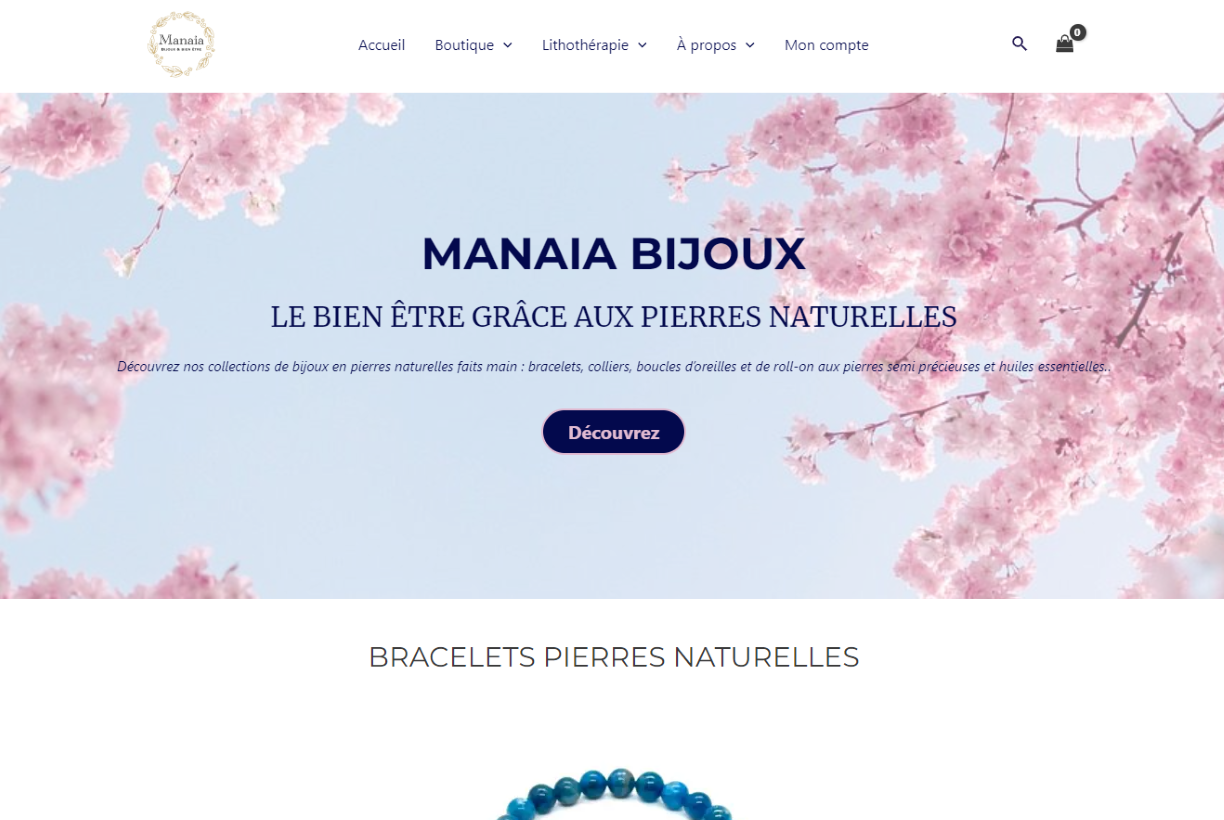 Manaia
BIJOUX & BIEN-ÊTRE
Accueil
Boutique
Lithothérapie
À propos
Mon compte
0
MANAIA BIJOUX
LE BIEN ÊTRE GRÂCE AUX PIERRES NATURELLES
Découvrez nos collections de bijoux en pierres naturelles faits main : bracelets, colliers, boucles d'oreilles et de roll-on aux pierres semi précieuses et huiles essentielles..
Découvrez
BRACELETS PIERRES NATURELLES